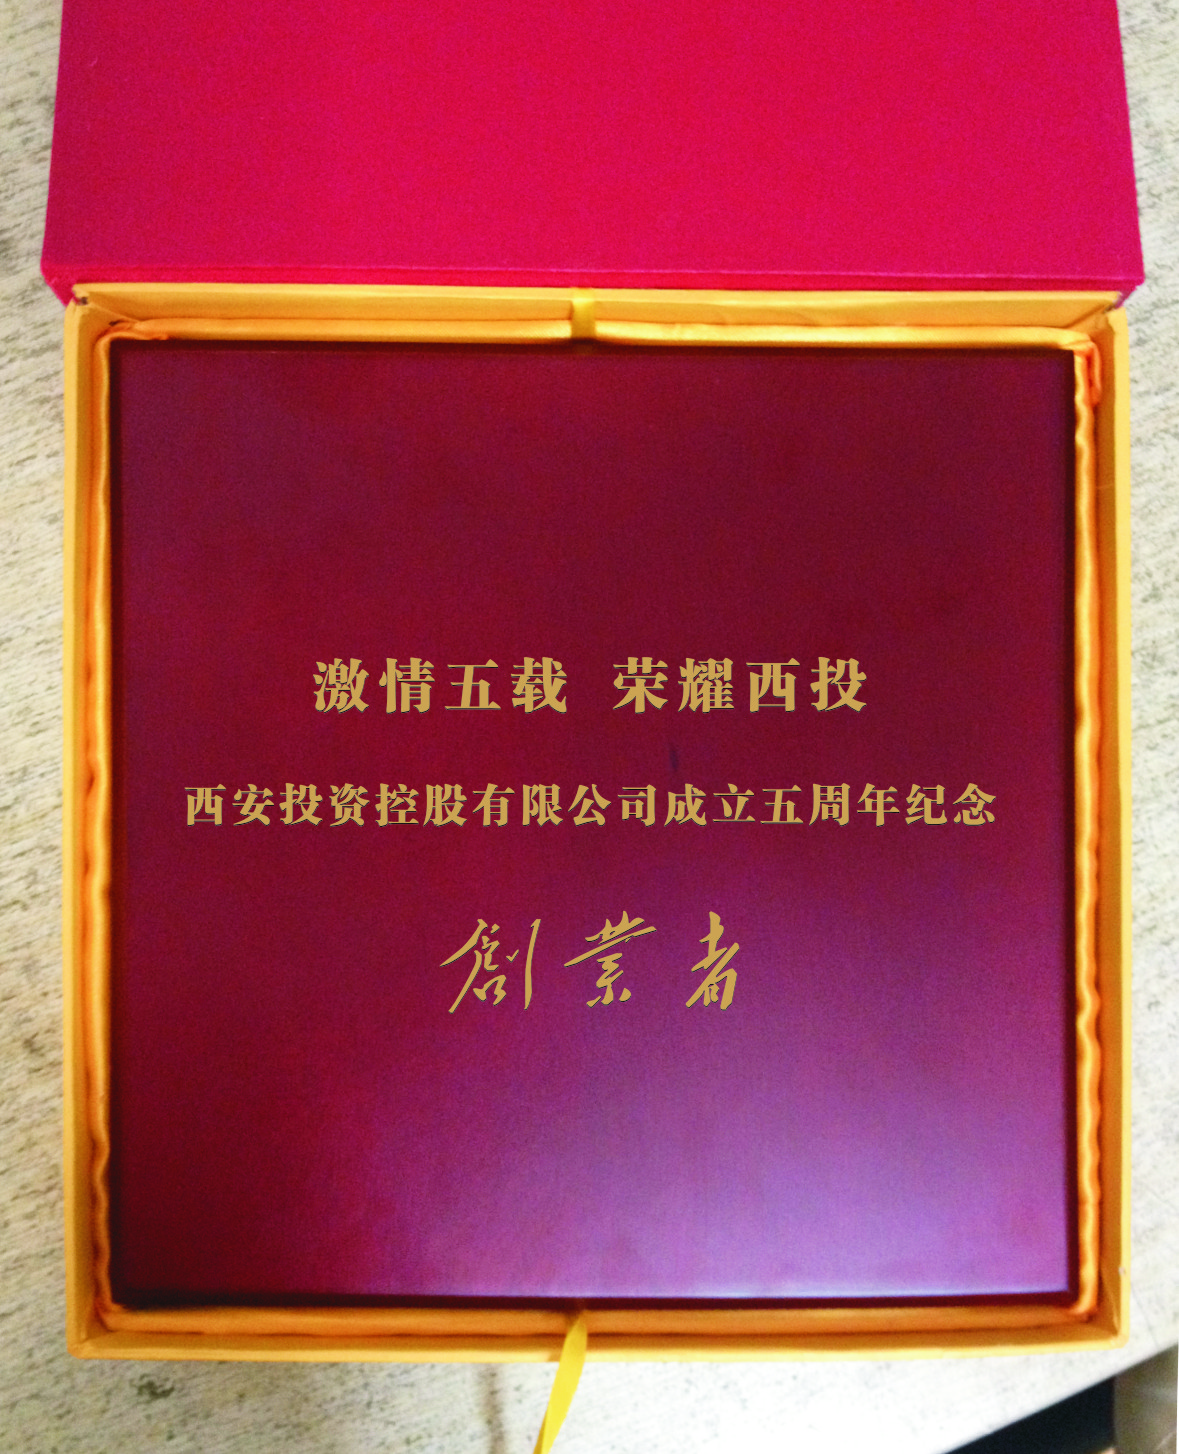 激情五载 荣耀西投
西安投资控股有限公司成立五周年纪念
創業者